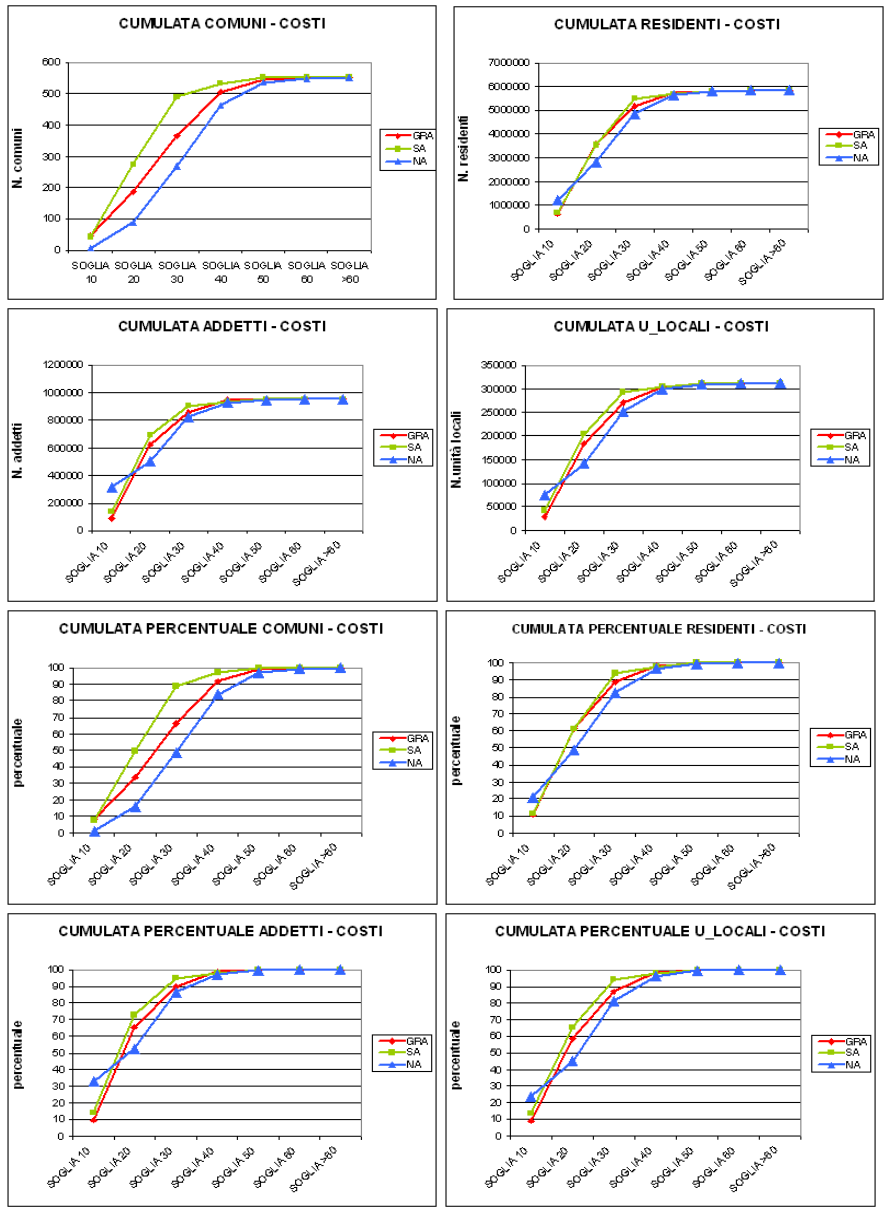 CUMULATA COMUNI - COSTI
N. comuni
600
500
400
300
200
100
0
SOGLIA 10
SOGLIA 20
SOGLIA 30
SOGLIA 40
SOGLIA 50
SOGLIA 60
SOGLIA >60
GRA
SA
NA
CUMULATA RESIDENTI - COSTI
N. residenti
7000000
6000000
5000000
4000000
3000000
2000000
1000000
0
SOGLIA 10
SOGLIA 20
SOGLIA 30
SOGLIA 40
SOGLIA 50
SOGLIA 60
SOGLIA >60
GRA
SA
NA
CUMULATA ADDETTI - COSTI
N. addetti
1200000
1000000
800000
600000
400000
200000
0
SOGLIA 10
SOGLIA 20
SOGLIA 30
SOGLIA 40
SOGLIA 50
SOGLIA 60
SOGLIA >60
GRA
SA
NA
CUMULATA U_LOCALI - COSTI
N.unità locali
350000
300000
250000
200000
150000
100000
50000
0
SOGLIA 10
SOGLIA 20
SOGLIA 30
SOGLIA 40
SOGLIA 50
SOGLIA 60
SOGLIA >60
GRA
SA
NA
CUMULATA PERCENTUALE COMUNI - COSTI
percentuale
100
90
80
70
60
50
40
30
20
10
0
SOGLIA 10
SOGLIA 20
SOGLIA 30
SOGLIA 40
SOGLIA 50
SOGLIA 60
SOGLIA >60
GRA
SA
NA
CUMULATA PERCENTUALE RESIDENTI - COSTI
percentuale
100
90
80
70
60
50
40
30
20
10
0
SOGLIA 10
SOGLIA 20
SOGLIA 30
SOGLIA 40
SOGLIA 50
SOGLIA 60
SOGLIA >60
GRA
SA
NA
CUMULATA PERCENTUALE ADDETTI - COSTI
percentuale
100
90
80
70
60
50
40
30
20
10
0
SOGLIA 10
SOGLIA 20
SOGLIA 30
SOGLIA 40
SOGLIA 50
SOGLIA 60
SOGLIA >60
GRA
SA
NA
CUMULATA PERCENTUALE U_LOCALI - COSTI
percentuale
100
90
80
70
60
50
40
30
20
10
0
SOGLIA 10
SOGLIA 20
SOGLIA 30
SOGLIA 40
SOGLIA 50
SOGLIA 60
SOGLIA >60
GRA
SA
NA